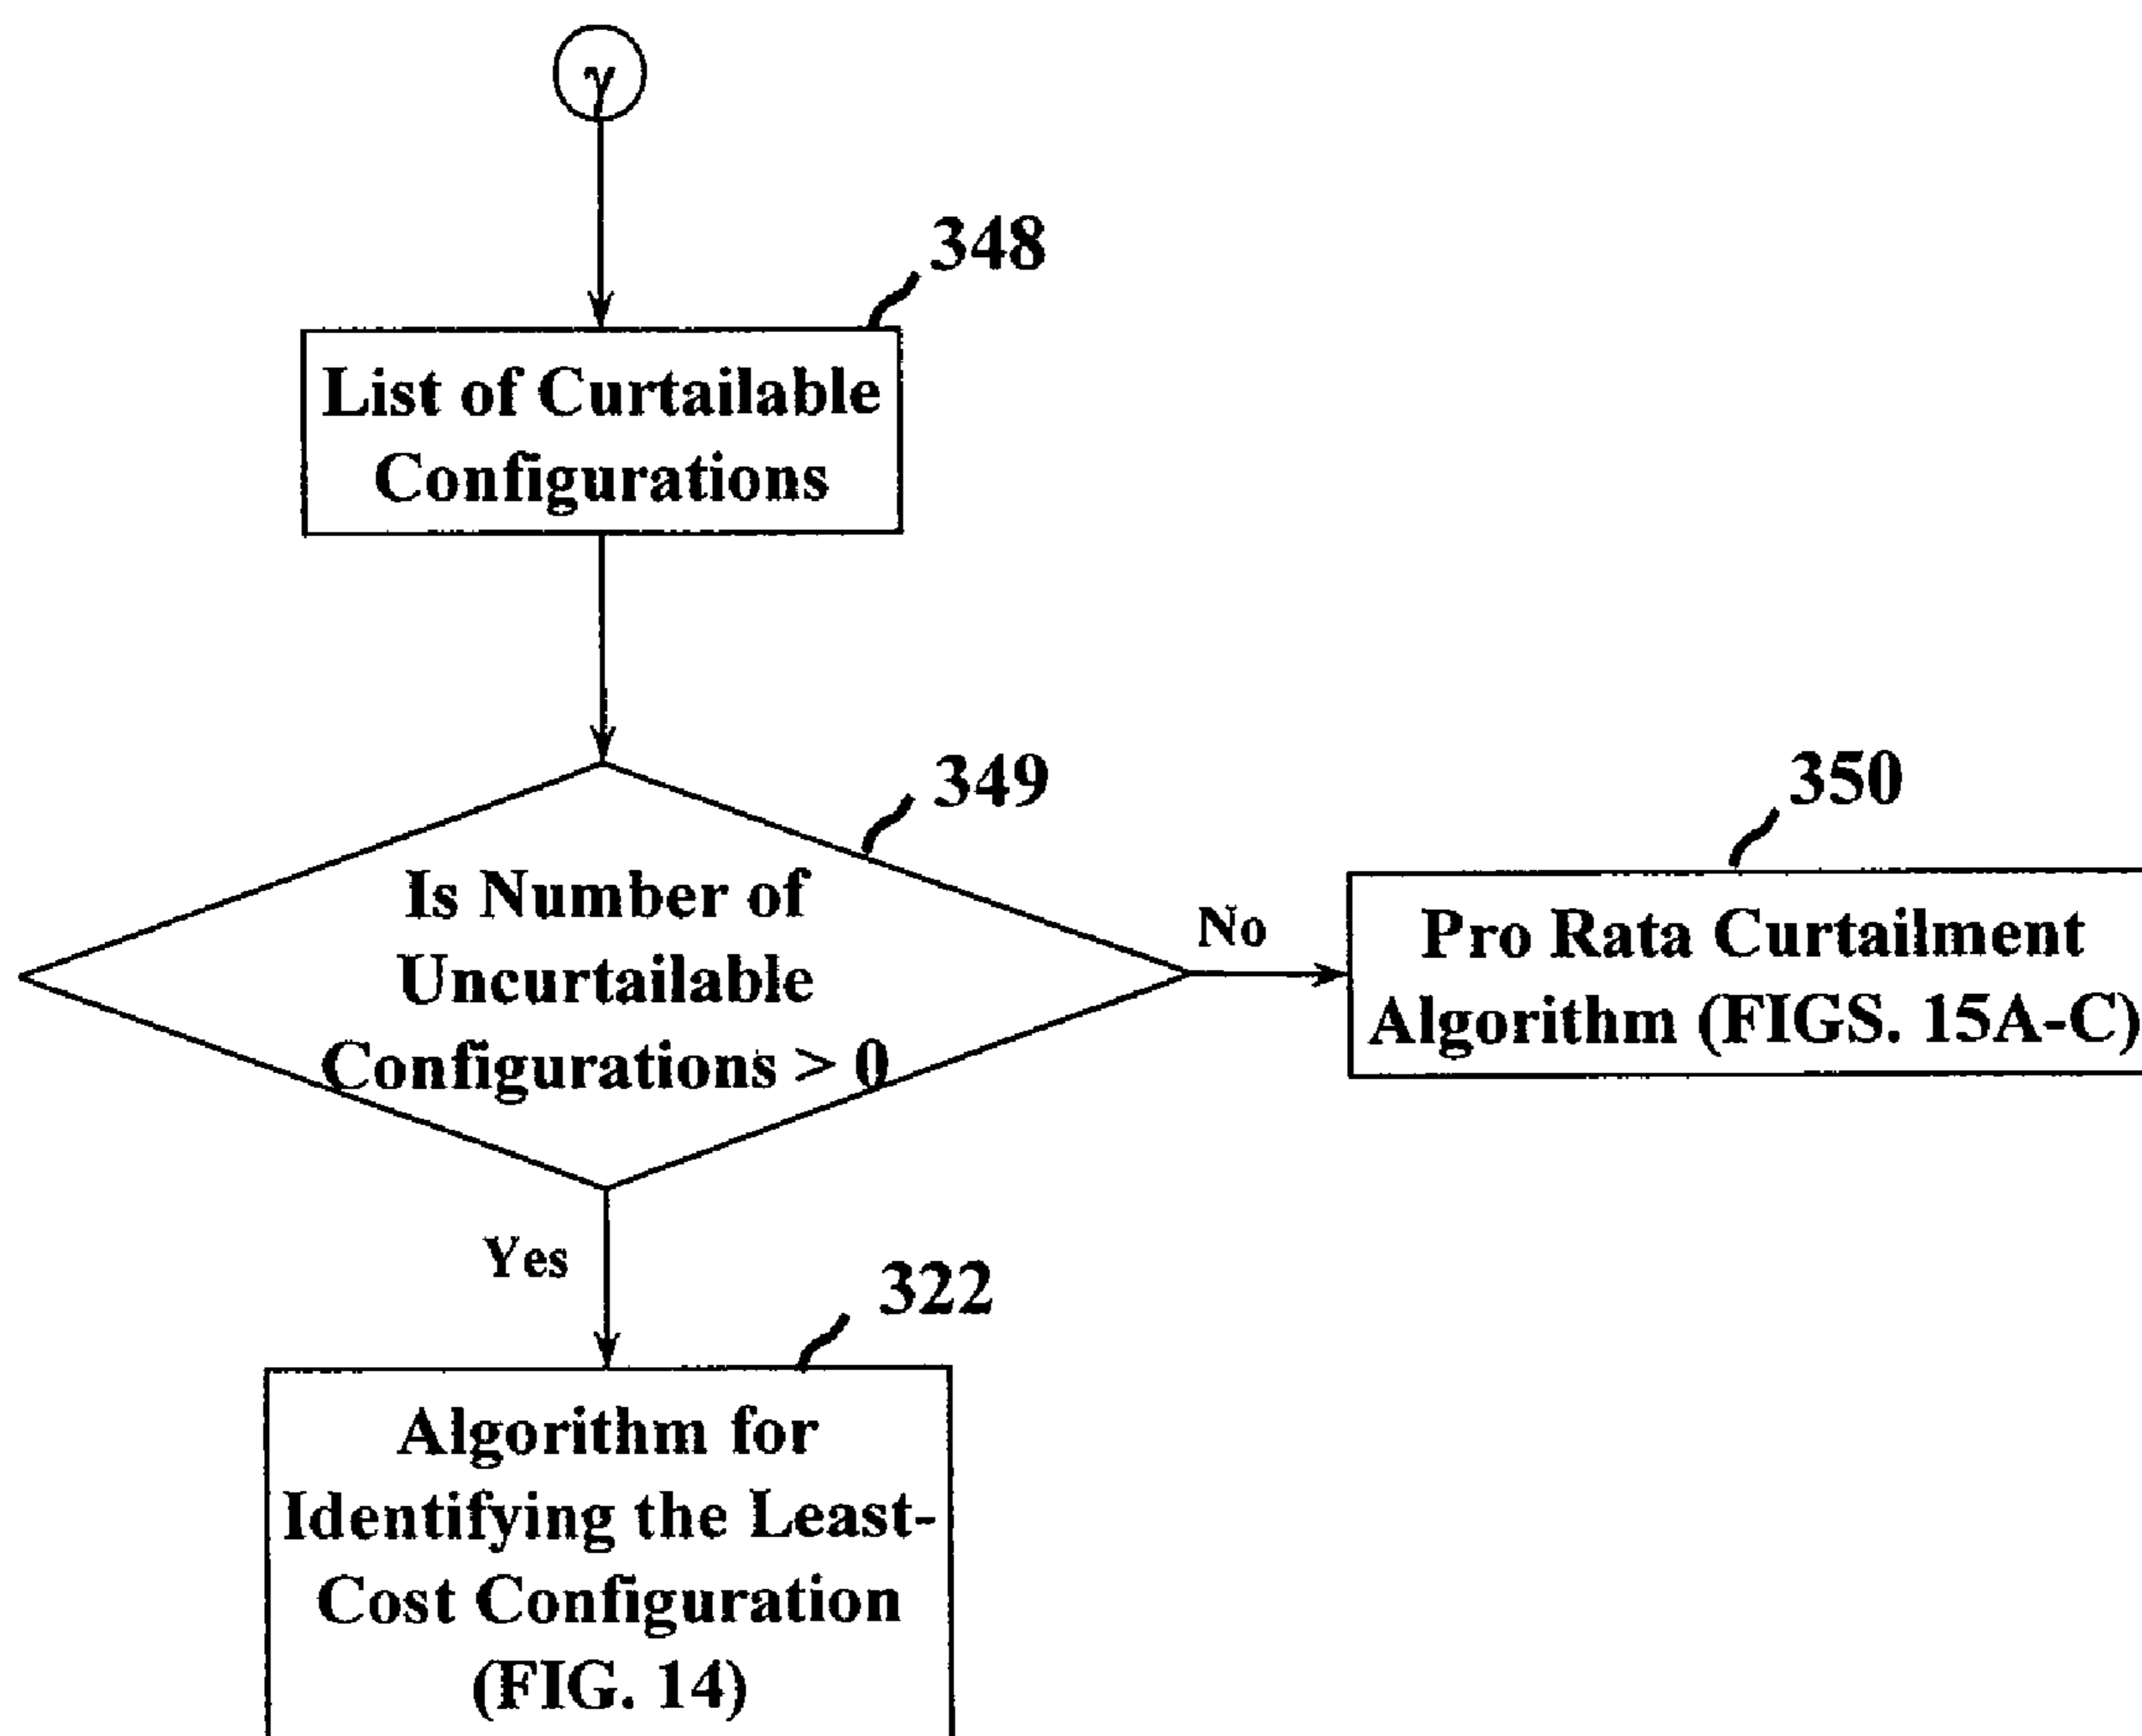 γ
348
List of Curtailable
Configurations
349
Is Number of
Uncurtailable
Configurations > 0
No
350
Pro Rata Curtailment
Algorithm (FIGS. 15A-C)
Yes
322
Algorithm for
Identifying the Least-
Cost Configuration
(FIG. 14)